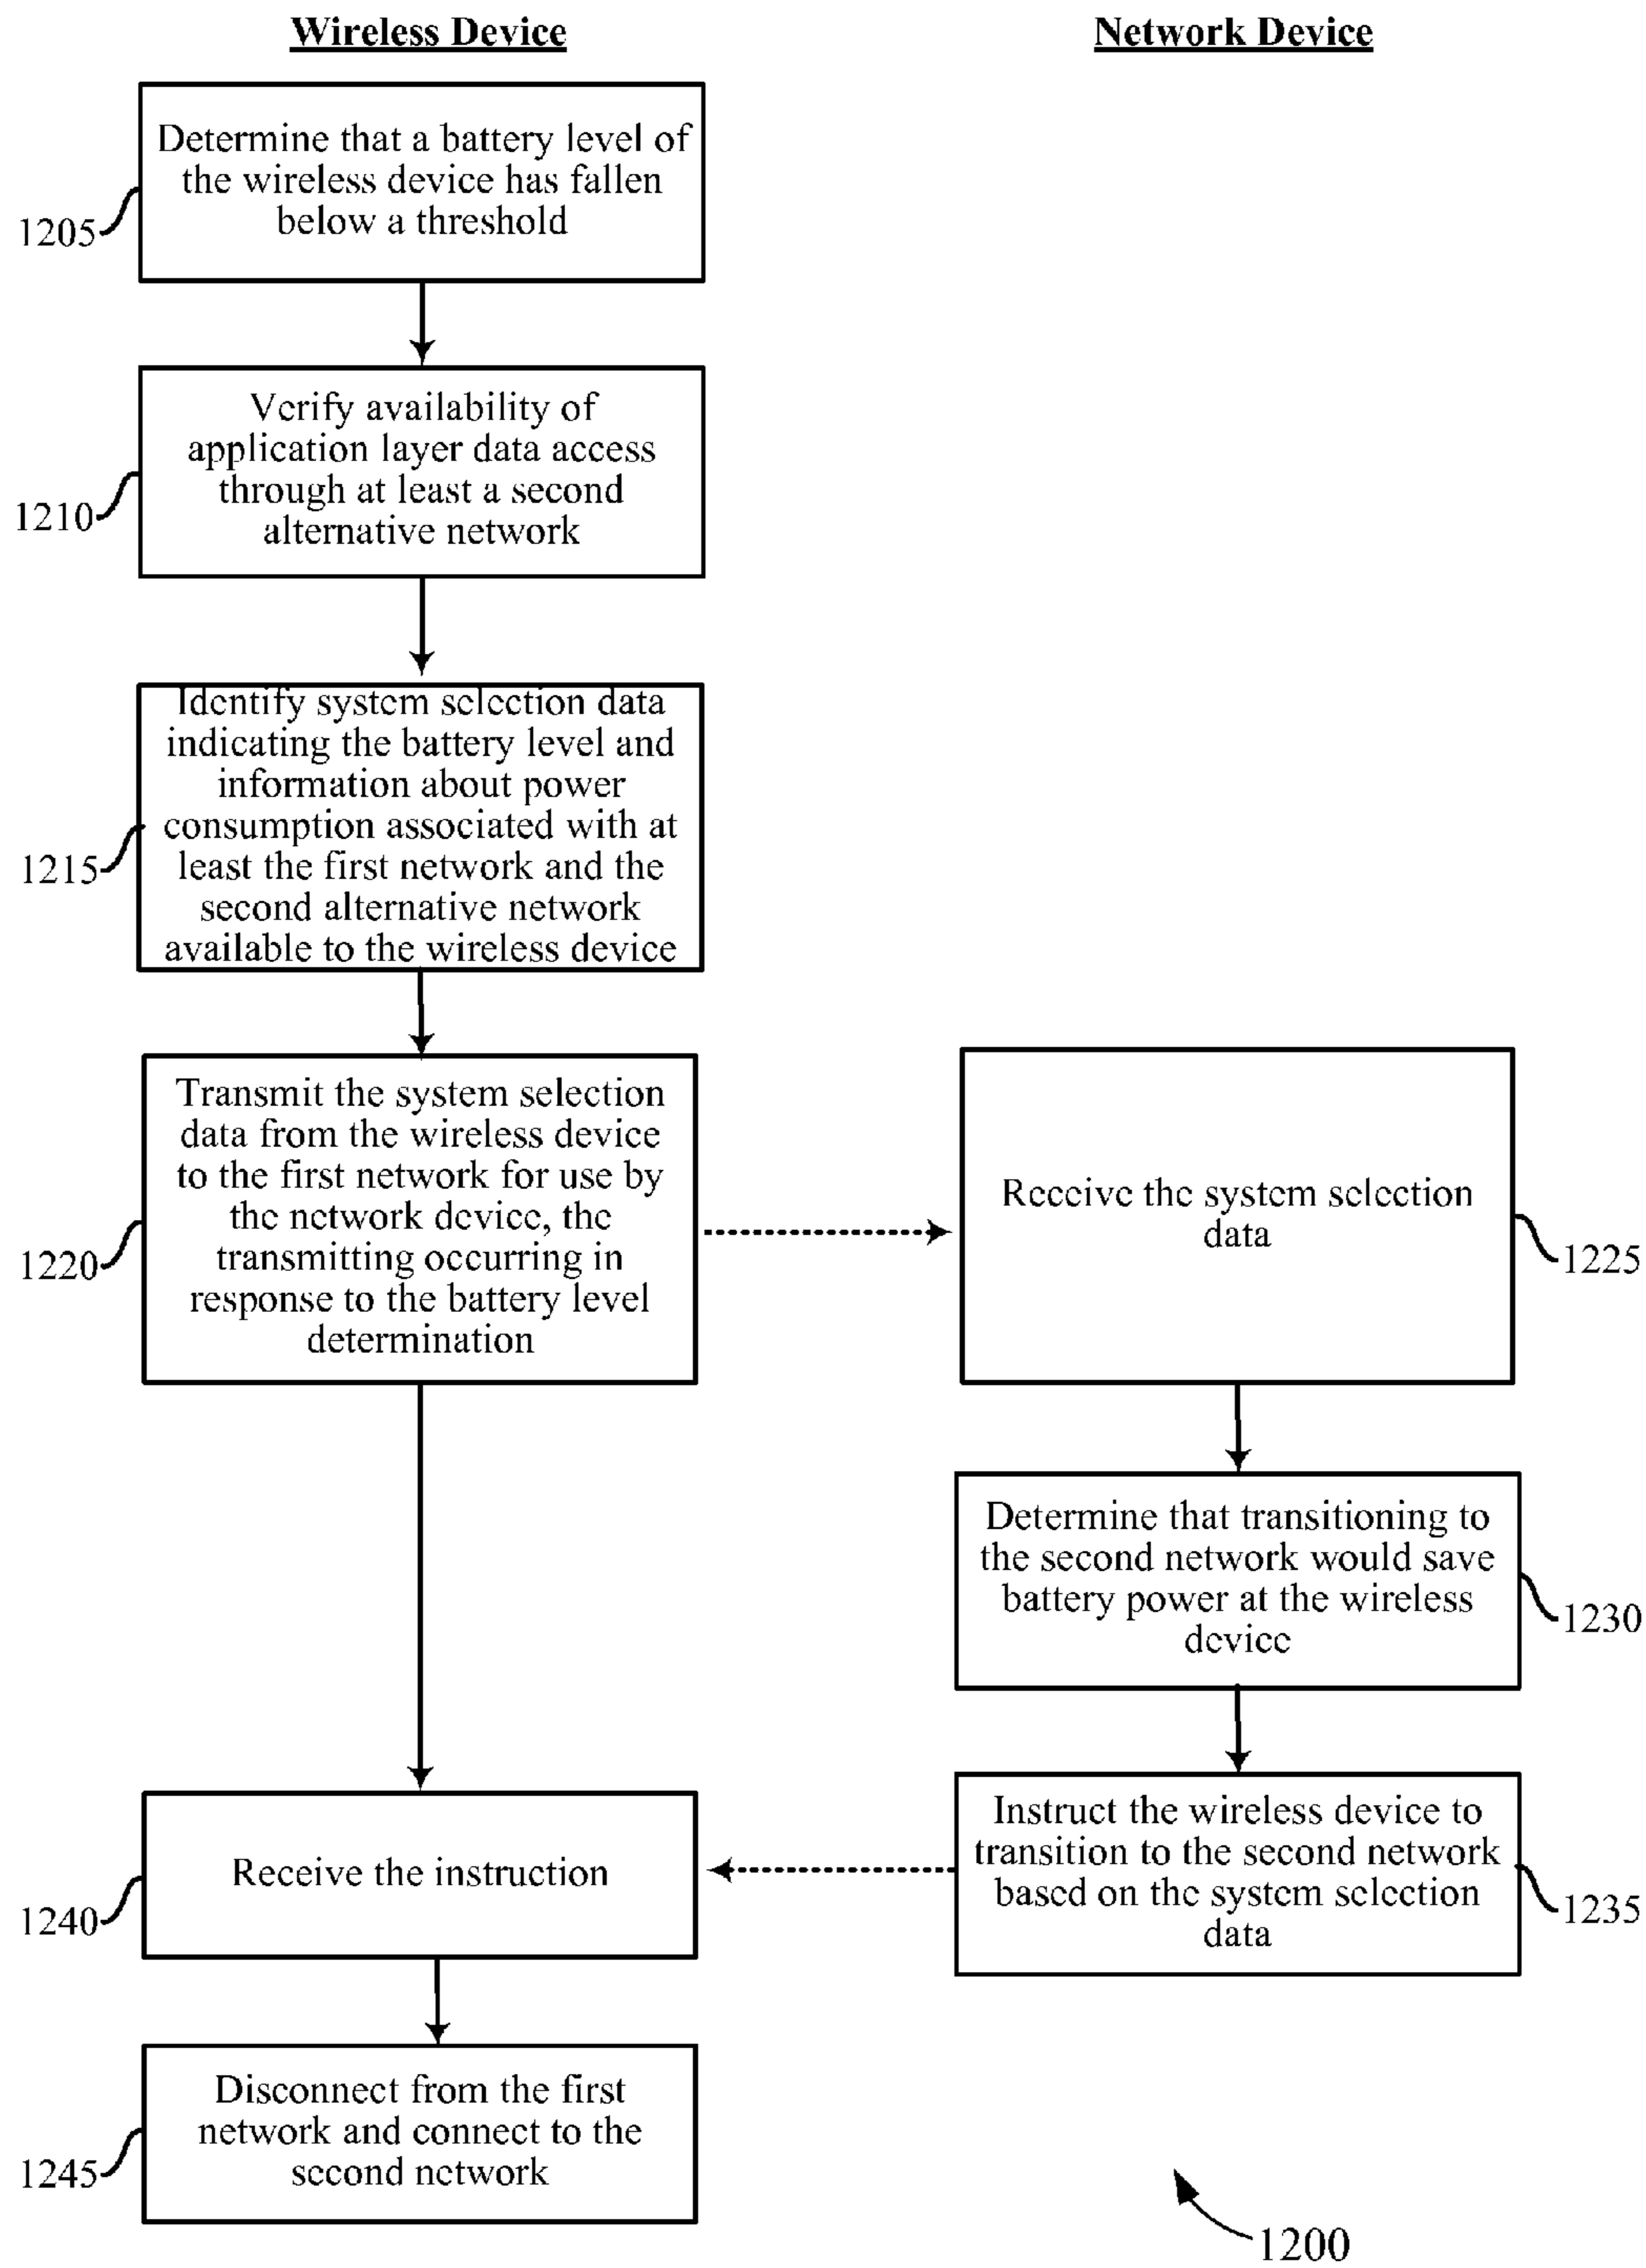 Wireless Device
Network Device
Determine that a battery level of
the wireless device has fallen
below a threshold
1205
Verify availability of
application layer data access
through at least a second
alternative network
1210
Identify system selection data
indicating the battery level and
information about power
consumption associated with at
least the first network and the
second alternative network
available to the wireless device
1215
Transmit the system selection
data from the wireless device
to the first network for use by
the network device, the
transmitting occurring in
response to the battery level
determination
1220
Receive the system selection
data
1225
Determine that transitioning to
the second network would save
battery power at the wireless
device
1230
Instruct the wireless device to
transition to the second network
based on the system selection
data
1235
Receive the instruction
1240
Disconnect from the first
network and connect to the
second network
1245
1200